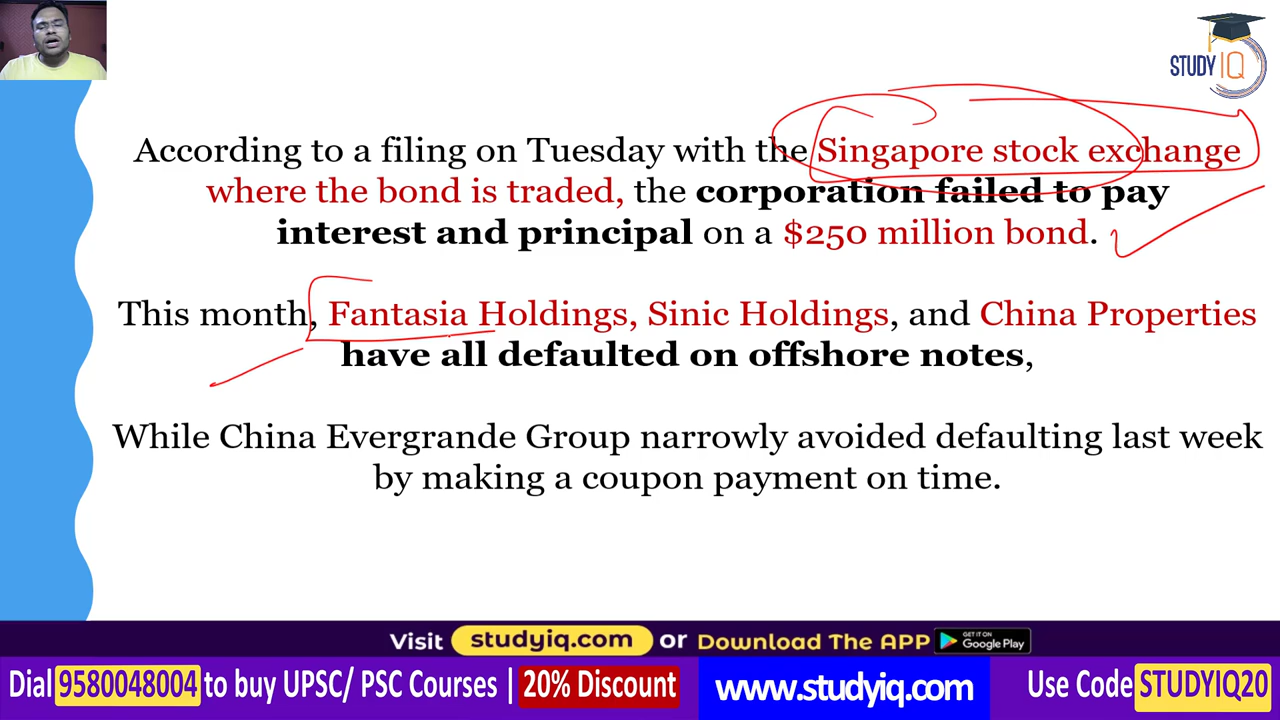 STUDY IQ
According to a filing on Tuesday with the Singapore stock exchange
where the bond is traded, the corporation failed to pay
interest and principal on a $250 million bond.
This month, Fantasia Holdings, Sinic Holdings, and China Properties
have all defaulted on offshore notes,
While China Evergrande Group narrowly avoided defaulting last week
by making a coupon payment on time.
Visit studyiq.com or Download The APP GET IT ON Google Play
Dial 9580048004 to buy UPSC/ PSC Courses | 20% Discount www.studyiq.com Use Code STUDYIQ20